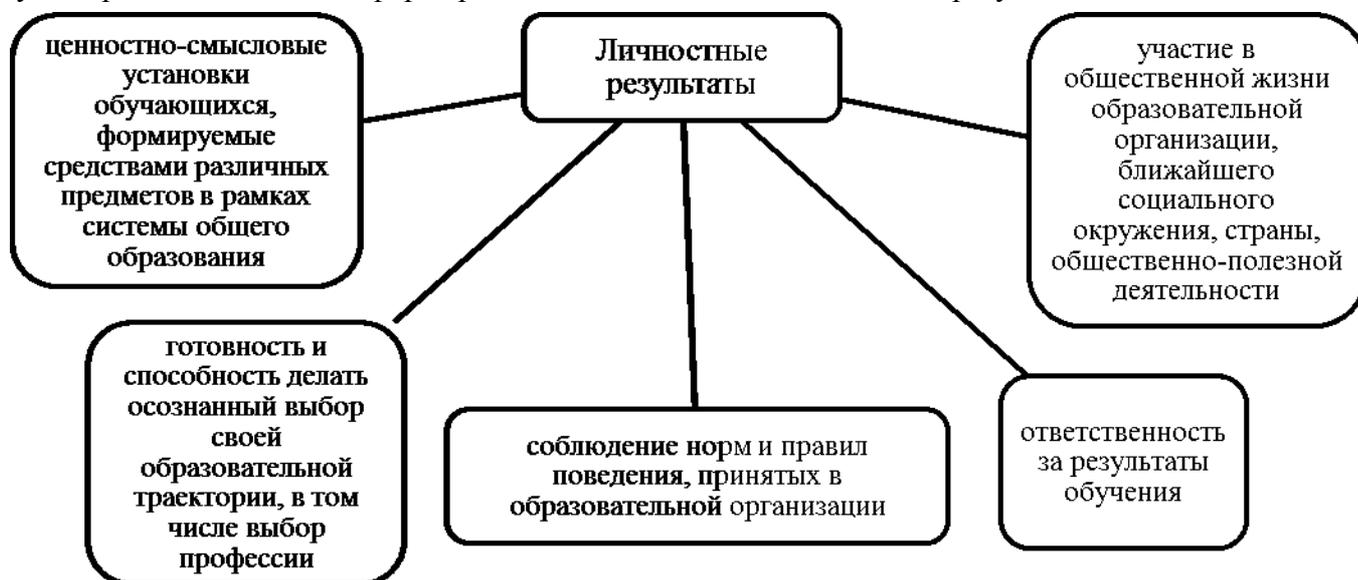 Личностные
результаты
ценностно-смысловые
установки
обучающихся,
формируемые
средствами различных
предметов в рамках
системы общего
образования
участие в
общественной жизни
образовательной
организации,
ближайшего
социального
окружения, страны,
общественно-полезной
деятельности
готовность и
способность делать
осознанный выбор
своей
образовательной
траектории, в том
числе выбор
профессии
соблюдение норм и правил
поведения, принятых в
образовательной организации
ответственность
за результаты
обучения